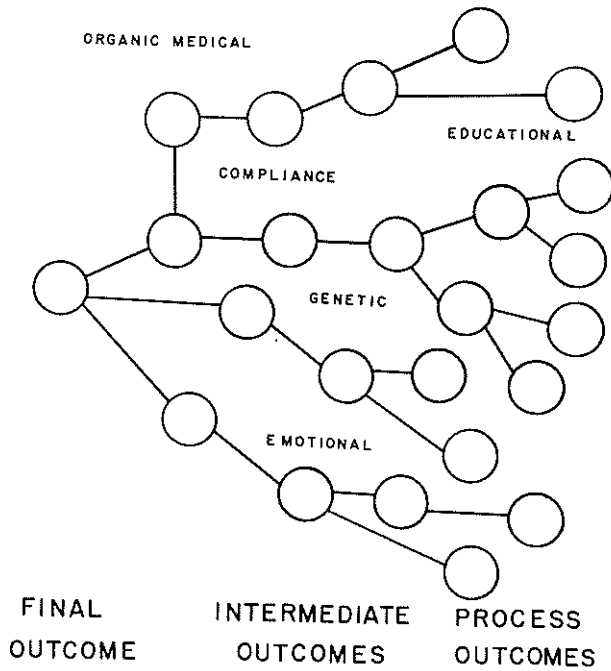 ORGANIC MEDICAL
EDUCATIONAL
COMPLIANCE
GENETIC
EMOTIONAL
FINAL OUTCOME
INTERMEDIATE OUTCOMES
PROCESS OUTCOMES